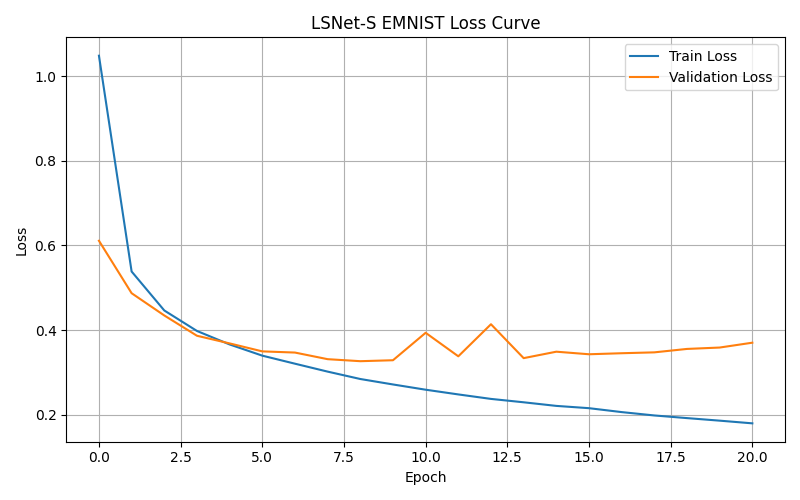 LSNet-S EMNIST Loss Curve
Train Loss
Validation Loss
1.0
0.8
0.6
0.4
0.2
Loss
0.0 2.5 5.0 7.5 10.0 12.5 15.0 17.5 20.0
Epoch